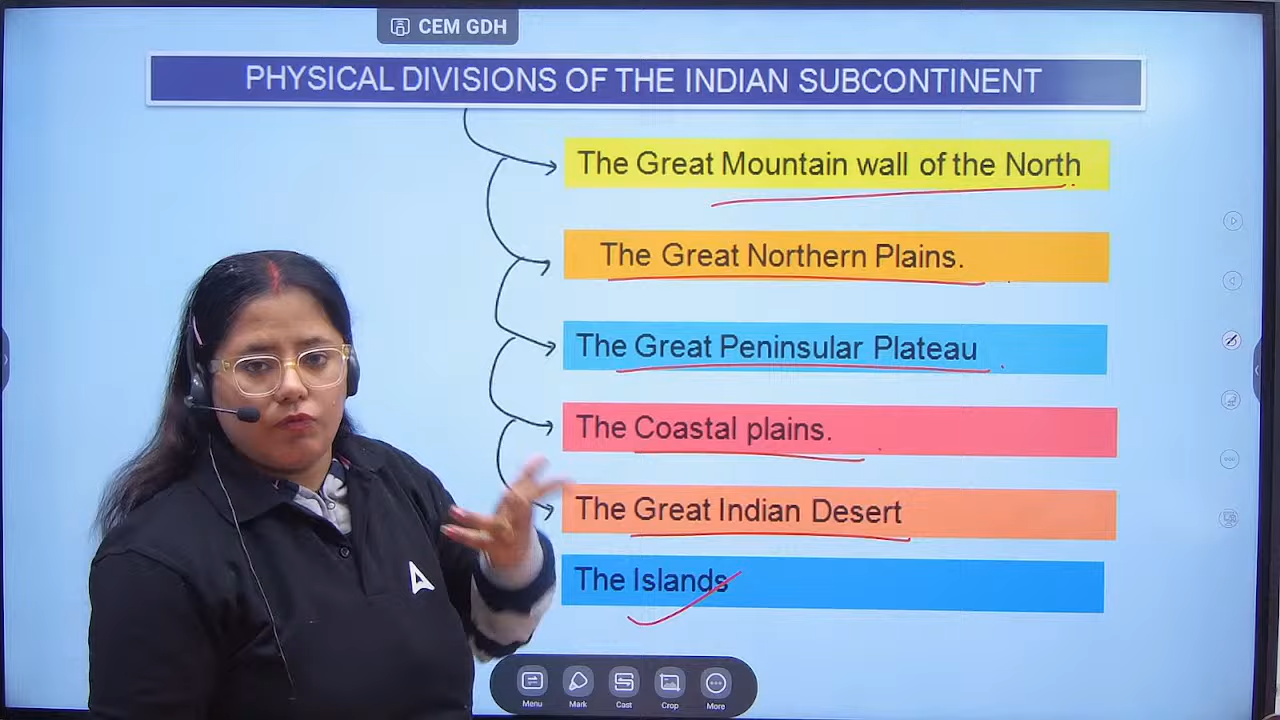 CEM GDH
PHYSICAL DIVISIONS OF THE INDIAN SUBCONTINENT
The Great Mountain wall of the North
The Great Northern Plains.
The Great Peninsular Plateau
The Coastal plains.
The Great Indian Desert
The Islands
Menu
Mark
Cast
Crop
More